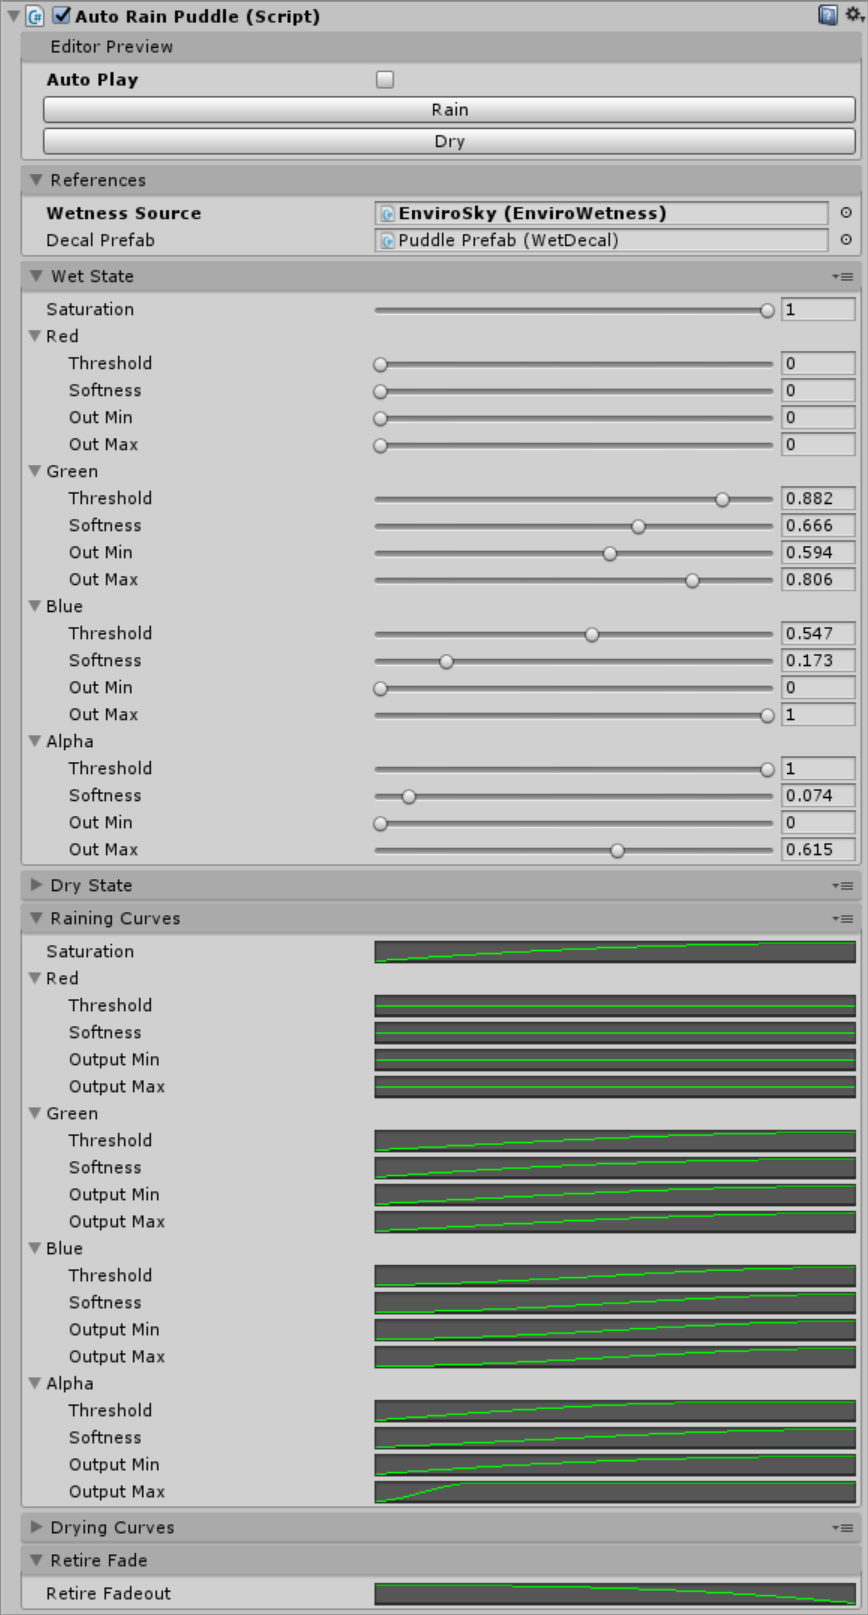 Auto Rain Puddle (Script)
Editor Preview
Auto Play
Rain
Dry
References
Wetness Source EnviroSky (EnviroWetness)
Decal Prefab Puddle Prefab (WetDecal)
Wet State
Saturation 1
Red
Threshold 0
Softness 0
Out Min 0
Out Max 0
Green
Threshold 0.882
Softness 0.666
Out Min 0.594
Out Max 0.806
Blue
Threshold 0.547
Softness 0.173
Out Min 0
Out Max 1
Alpha
Threshold 1
Softness 0.074
Out Min 0
Out Max 0.615
Dry State
Raining Curves
Saturation
Red
Threshold
Softness
Output Min
Output Max
Green
Threshold
Softness
Output Min
Output Max
Blue
Threshold
Softness
Output Min
Output Max
Alpha
Threshold
Softness
Output Min
Output Max
Drying Curves
Retire Fade
Retire Fadeout